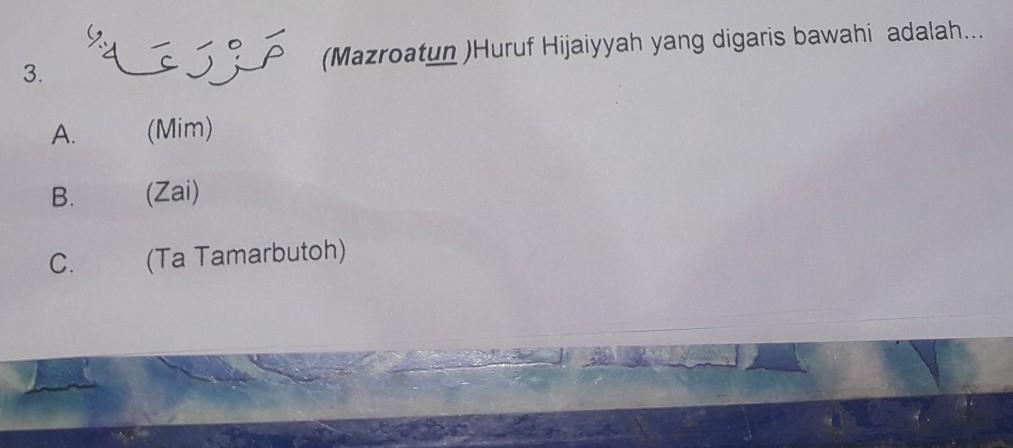 3. مَزْرَعَةٌ (Mazroatun )Huruf Hijaiyyah yang digaris bawahi adalah...
A. (Mim)
B. (Zai)
C. (Ta Tamarbutoh)